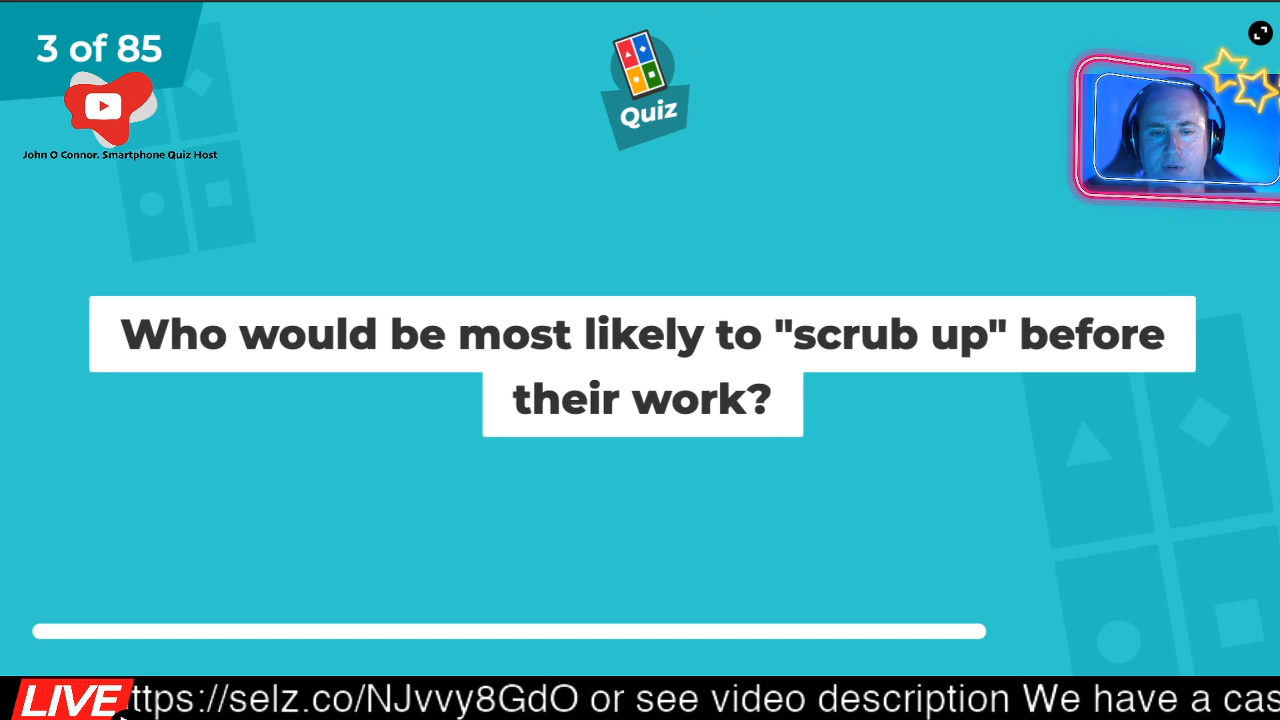 3 of 85
John O Connor. Smartphone Quiz Host
Quiz
Who would be most likely to "scrub up" before
their work?
LIVE
ttps://selz.co/NJvvy8GdO or see video description We have a cas